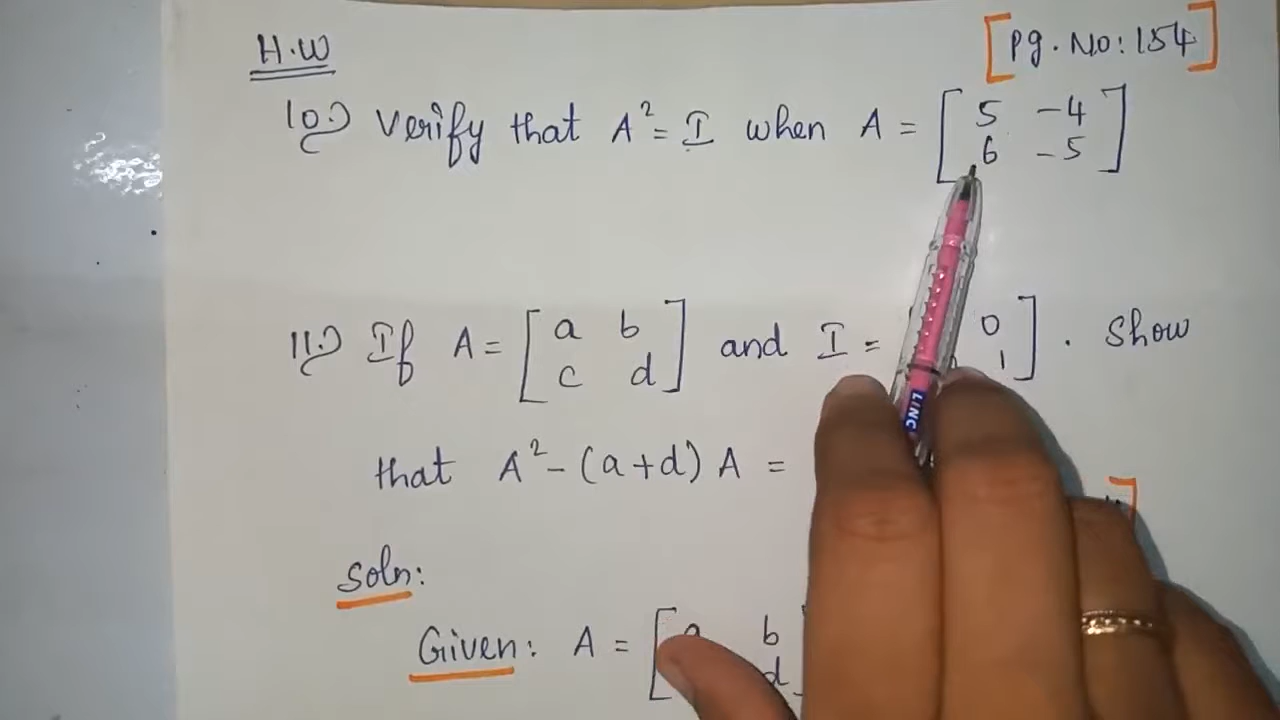 H.W
[Pg. No: 154]
10.) Verify that A² = I when A = [ 5 -4
6 -5 ]
11.) If A = [ a b
c d ] and I = 0
1 ] . Show
that A² - (a+d) A =
Soln:
Given: A = [ a b
d
LINC